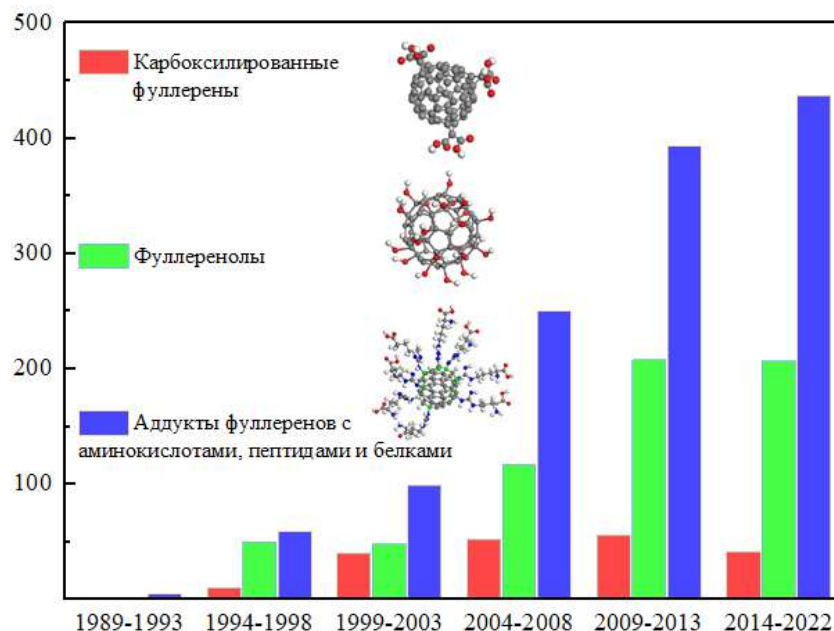 500
400
300
200
100
Карбоксилированные
фуллерены
Фуллеренолы
Аддукты фуллеренов с
аминокислотами, пептидами и белками
1989-1993 1994-1998 1999-2003 2004-2008 2009-2013 2014-2022